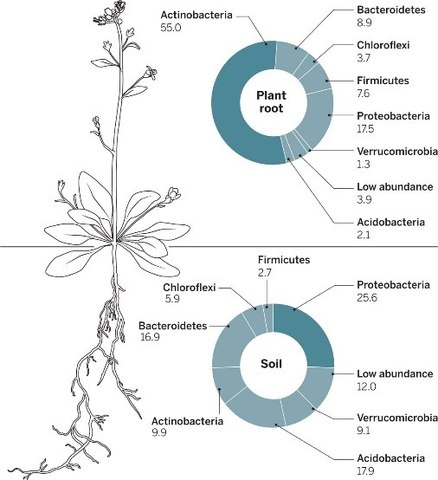 Actinobacteria
55.0
Bacteroidetes
8.9
Chloroflexi
3.7
Firmicutes
7.6
Plant
root
Proteobacteria
17.5
Verrucomicrobia
1.3
Low abundance
3.9
Acidobacteria
2.1
Firmicutes
2.7
Chloroflexi
5.9
Proteobacteria
25.6
Bacteroidetes
16.9
Soil
Low abundance
12.0
Actinobacteria
9.9
Verrucomicrobia
9.1
Acidobacteria
17.9